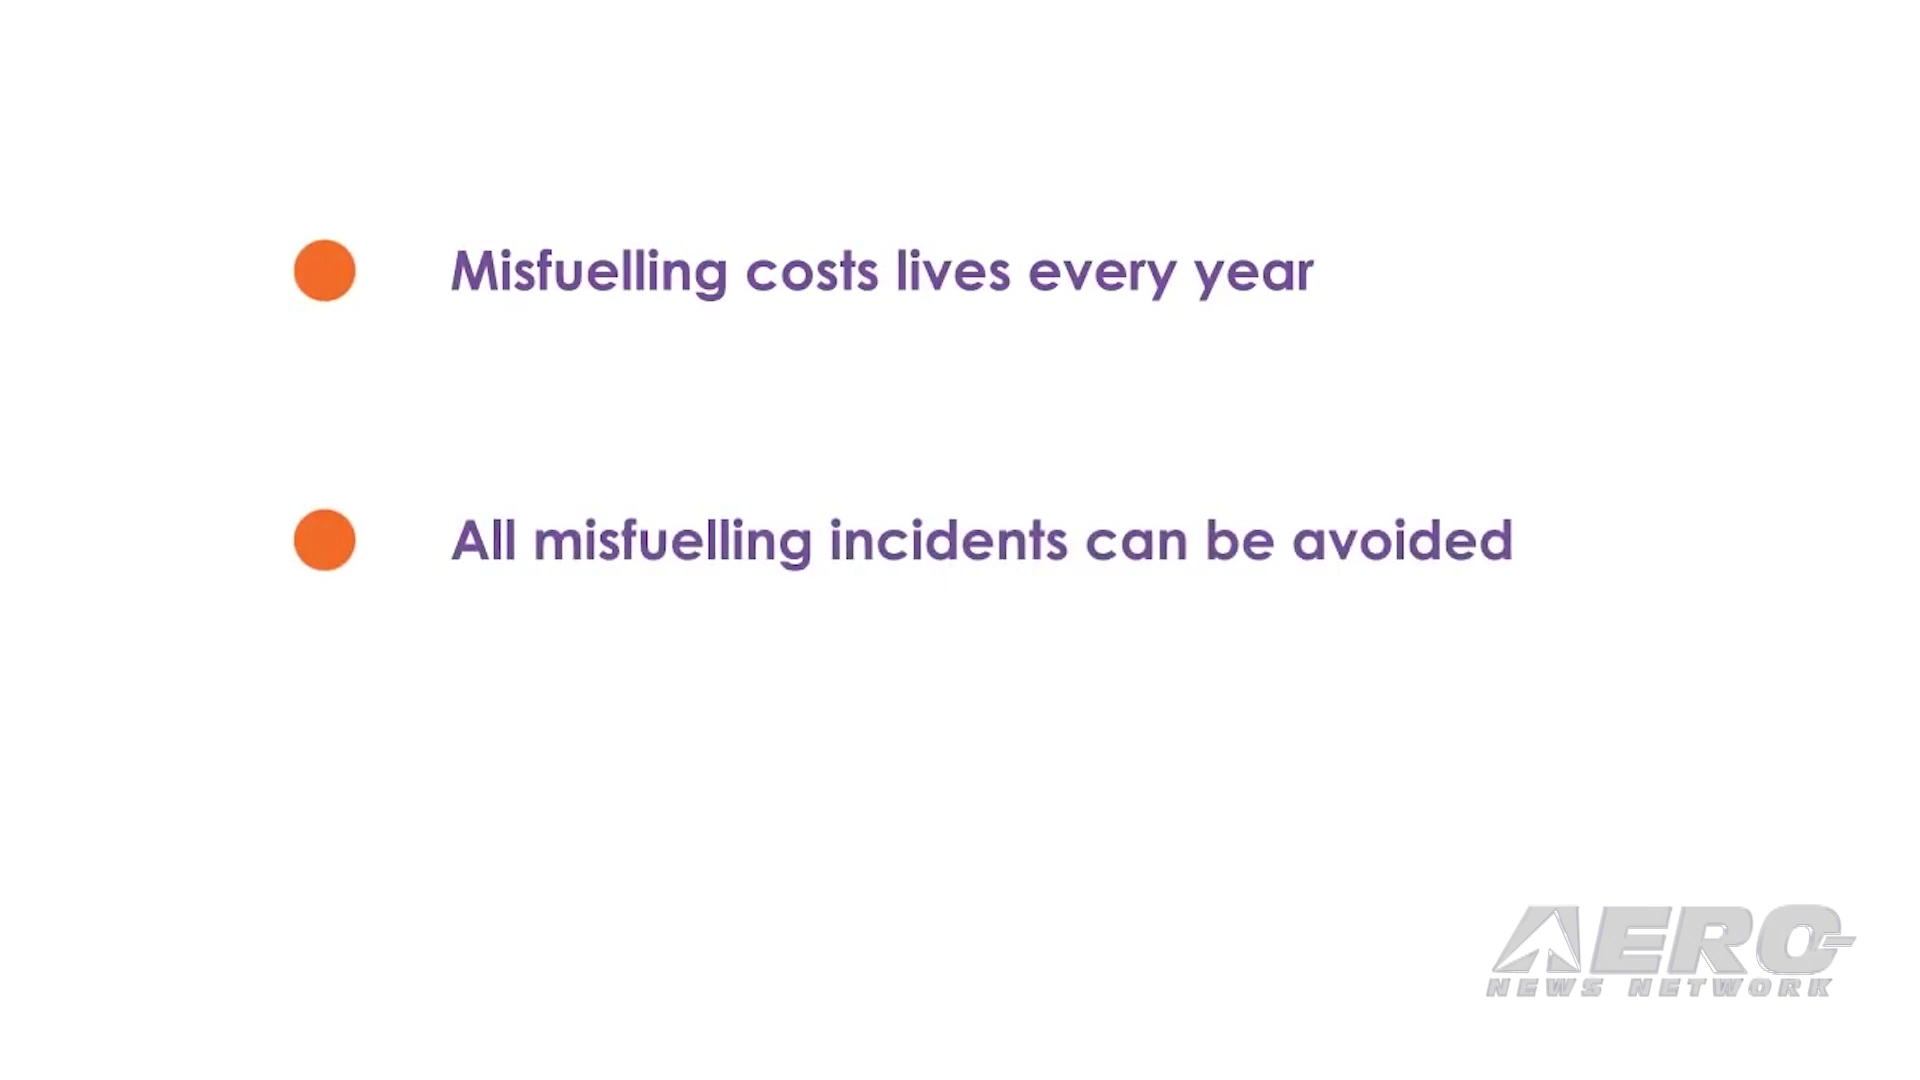 Misfuelling costs lives every year
All misfuelling incidents can be avoided
AERO
NEWS NETWORK